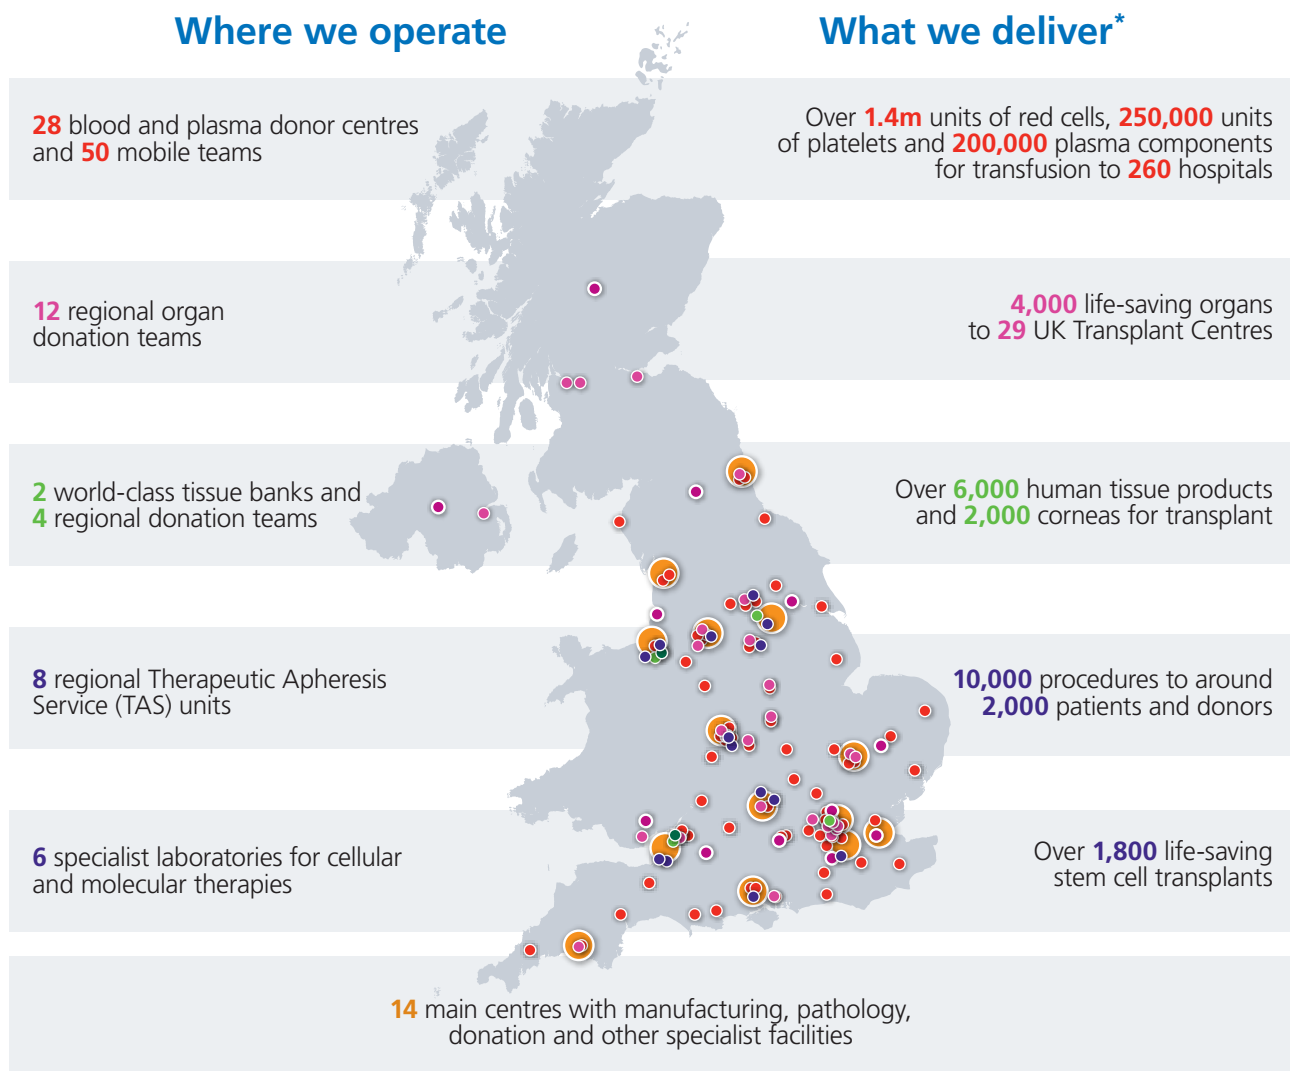 Where we operate
What we deliver*
28 blood and plasma donor centres
and 50 mobile teams
Over 1.4m units of red cells, 250,000 units
of platelets and 200,000 plasma components
for transfusion to 260 hospitals
12 regional organ
donation teams
4,000 life-saving organs
to 29 UK Transplant Centres
2 world-class tissue banks and
4 regional donation teams
Over 6,000 human tissue products
and 2,000 corneas for transplant
8 regional Therapeutic Apheresis
Service (TAS) units
10,000 procedures to around
2,000 patients and donors
6 specialist laboratories for cellular
and molecular therapies
Over 1,800 life-saving
stem cell transplants
14 main centres with manufacturing, pathology,
donation and other specialist facilities